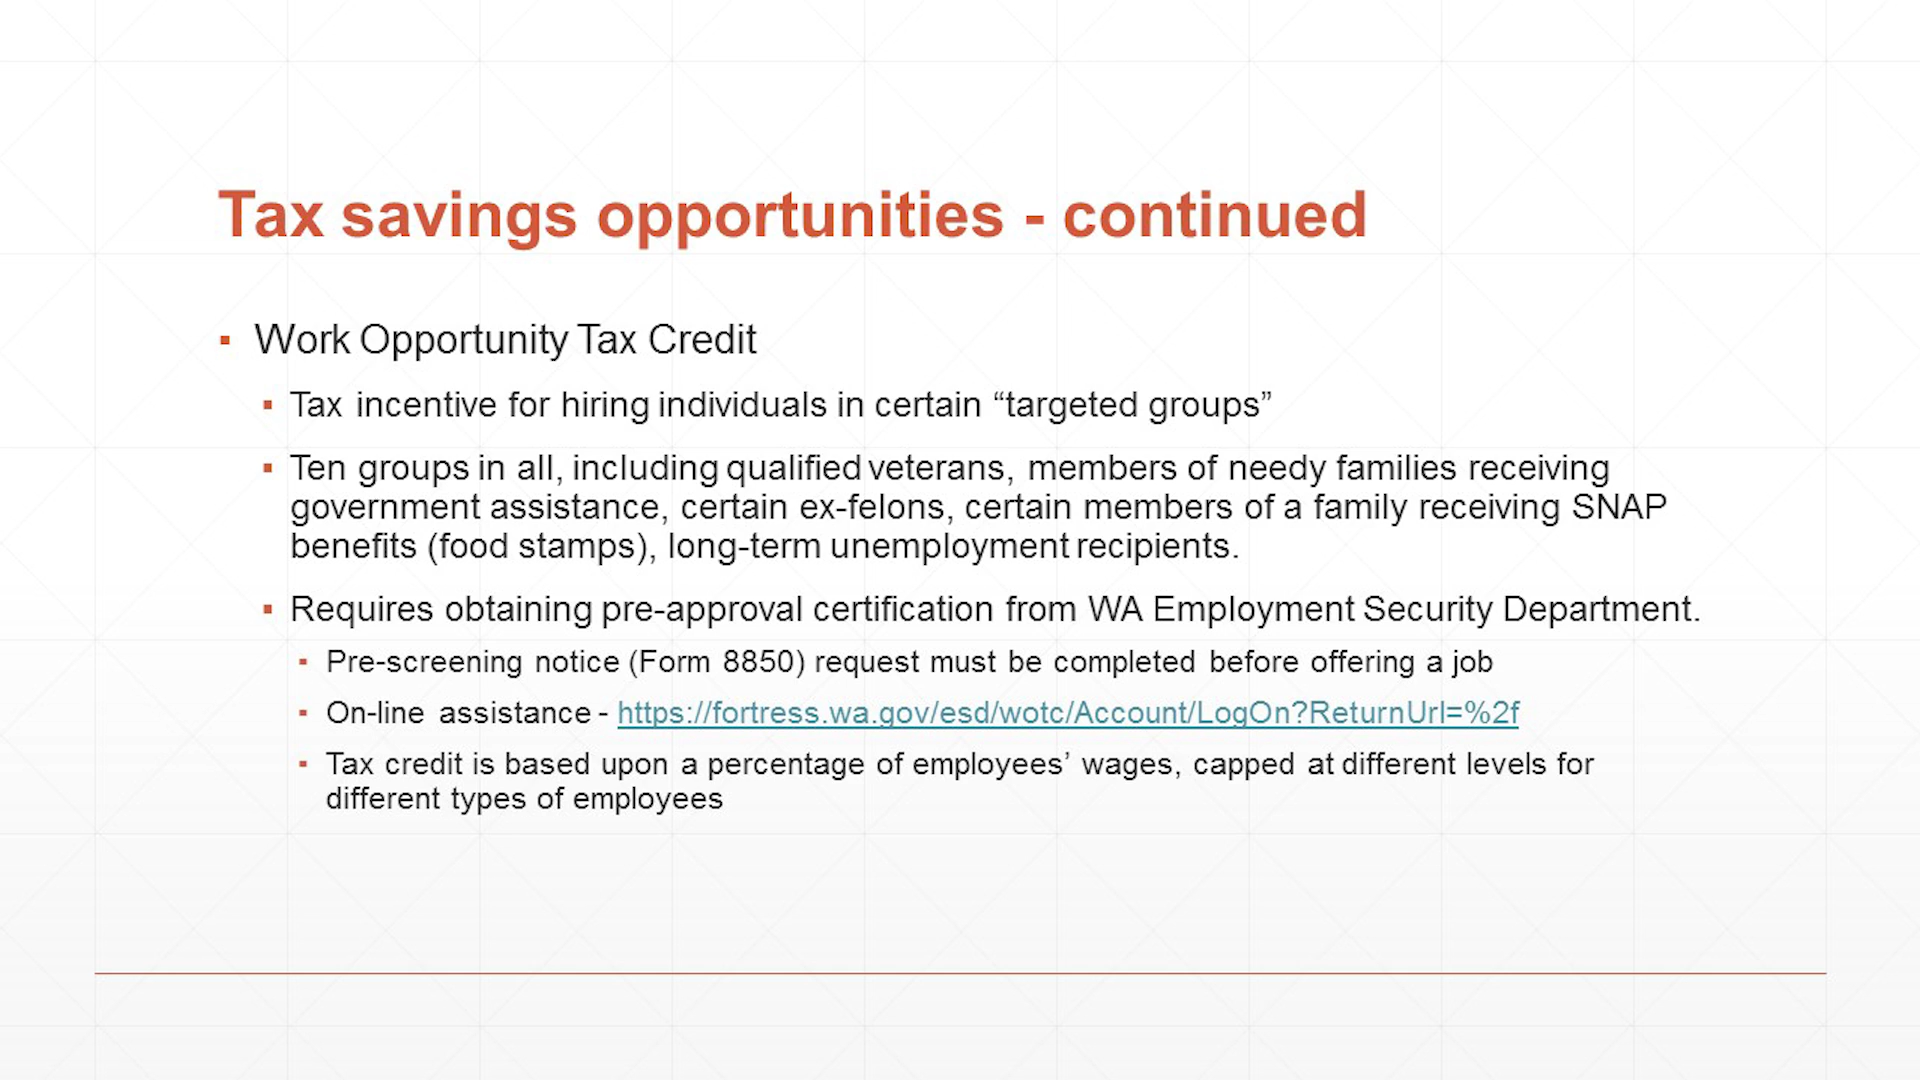 Tax savings opportunities - continued
▪ Work Opportunity Tax Credit
▪ Tax incentive for hiring individuals in certain “targeted groups”
▪ Ten groups in all, including qualified veterans, members of needy families receiving
government assistance, certain ex-felons, certain members of a family receiving SNAP
benefits (food stamps), long-term unemployment recipients.
▪ Requires obtaining pre-approval certification from WA Employment Security Department.
▪ Pre-screening notice (Form 8850) request must be completed before offering a job
▪ On-line assistance - https://fortress.wa.gov/esd/wotc/Account/LogOn?ReturnUrl=%2f
▪ Tax credit is based upon a percentage of employees’ wages, capped at different levels for
different types of employees